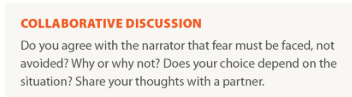 COLLABORATIVE DISCUSSION
Do you agree with the narrator that fear must be faced, not
avoided? Why or why not? Does your choice depend on the
situation? Share your thoughts with a partner.